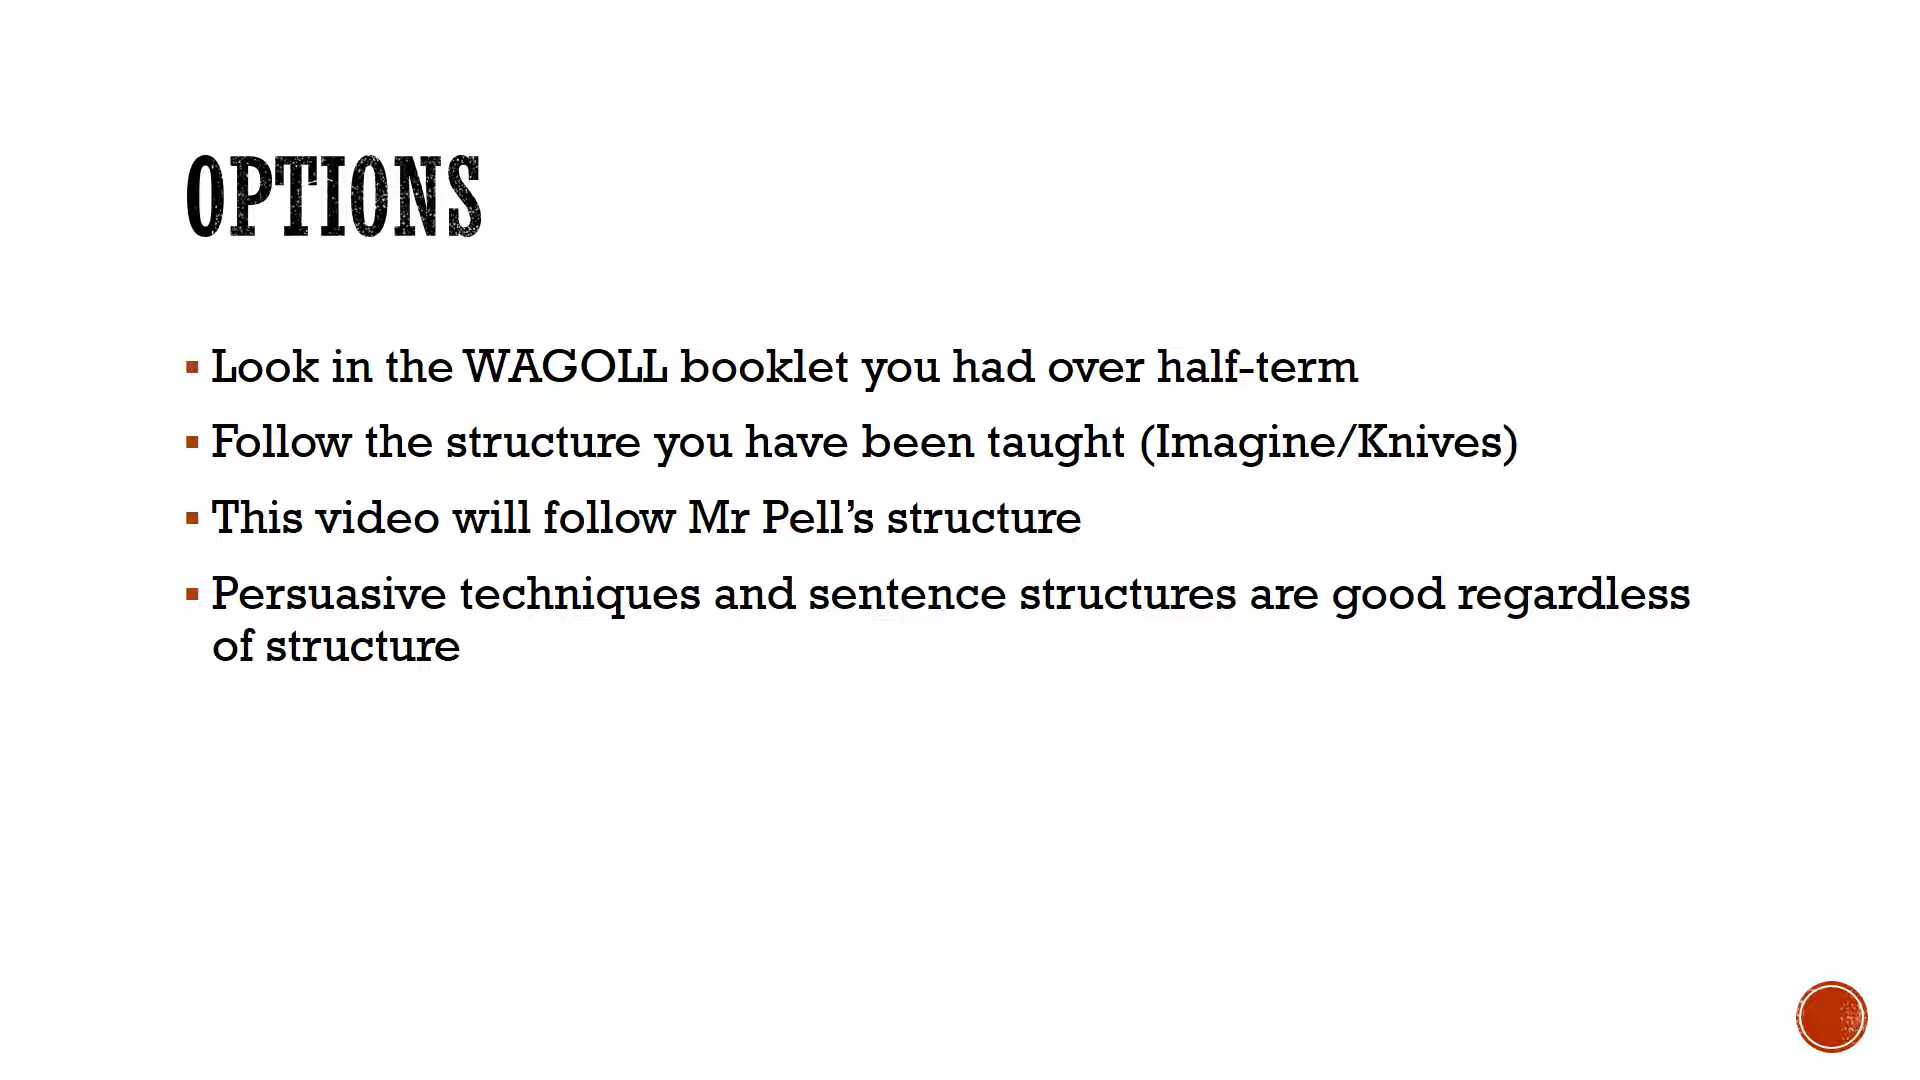 OPTIONS
▪ Look in the WAGOLL booklet you had over half-term
▪ Follow the structure you have been taught (Imagine/Knives)
▪ This video will follow Mr Pell’s structure
▪ Persuasive techniques and sentence structures are good regardless
of structure